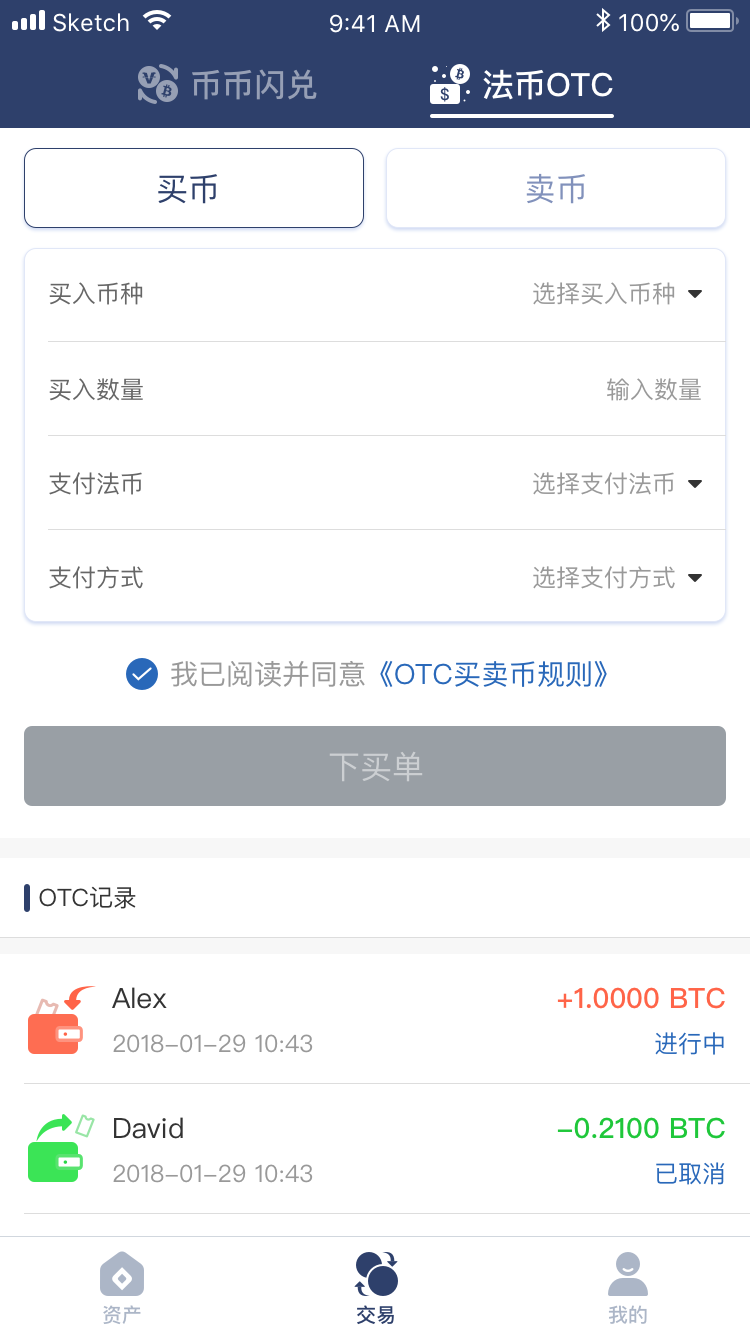 Sketch 9:41 AM 100%
币币闪兑 法币OTC
买币 卖币
买入币种 选择买入币种
买入数量 输入数量
支付法币 选择支付法币
支付方式 选择支付方式
我已阅读并同意《OTC买卖币规则》
下买单
OTC记录
Alex +1.0000 BTC
2018-01-29 10:43 进行中
David -0.2100 BTC
2018-01-29 10:43 已取消
资产 交易 我的